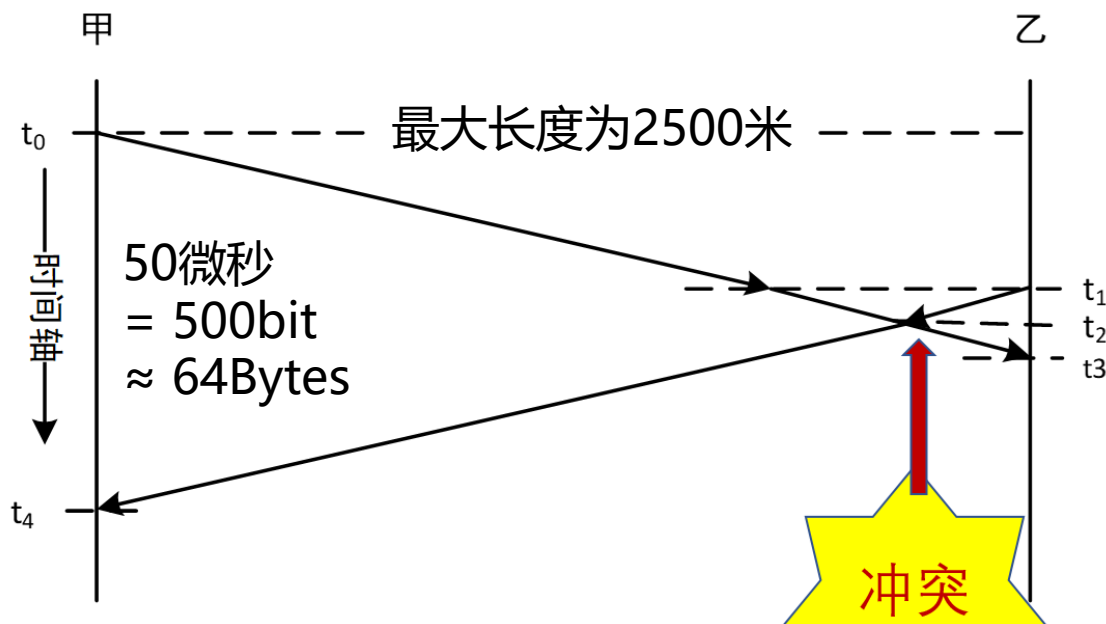 甲
乙
t0
最大长度为2500米
50微秒
= 500bit
≈ 64Bytes
时间轴
t1
t2
t3
t4
冲突